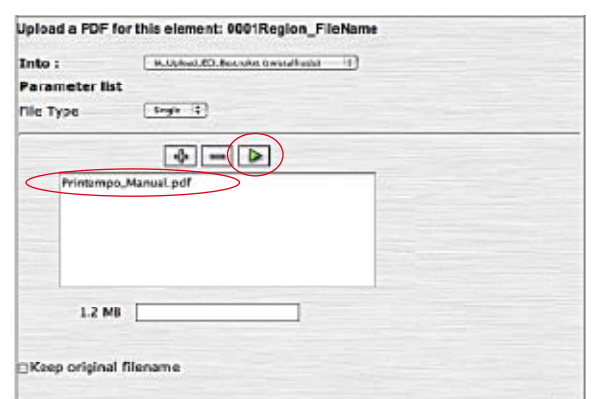 Upload a PDF for this element: 0001Region_FileName
Into :
Parameter list
File Type
Single
Printempo_Manual.pdf
1.2 MB
Keep original filename